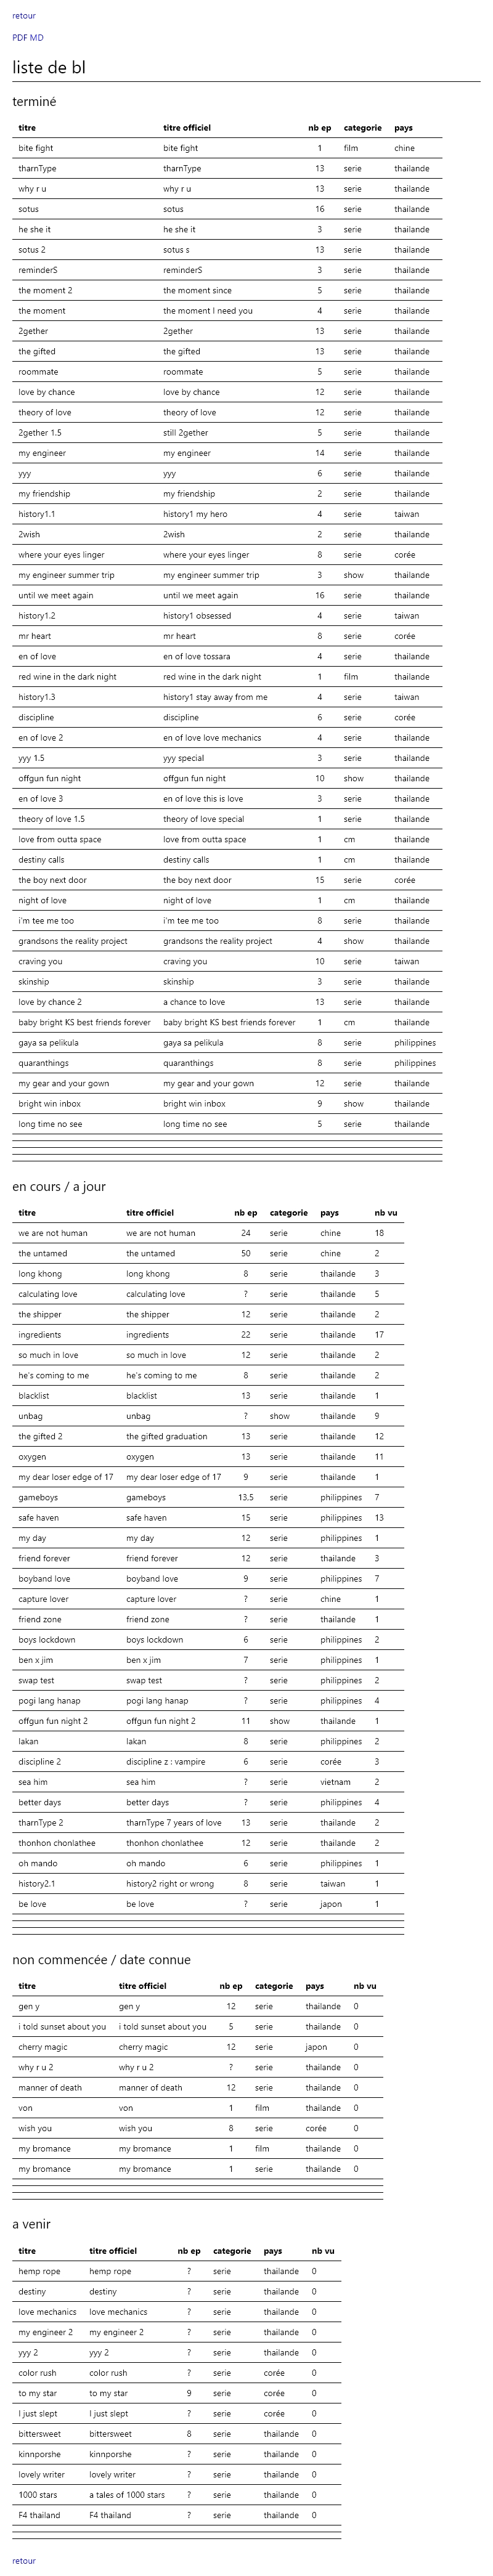 retour
PDF MD
liste de bl
terminé
titre titre officiel nb ep categorie pays
bite fight bite fight 1 film chine
tharnType tharnType 13 serie thailande
why r u why r u 13 serie thailande
sotus sotus 16 serie thailande
he she it he she it 3 serie thailande
sotus 2 sotus s 13 serie thailande
reminderS reminderS 3 serie thailande
the moment 2 the moment since 5 serie thailande
the moment the moment I need you 4 serie thailande
2gether 2gether 13 serie thailande
the gifted the gifted 13 serie thailande
roommate roommate 5 serie thailande
love by chance love by chance 12 serie thailande
theory of love theory of love 12 serie thailande
2gether 1.5 still 2gether 5 serie thailande
my engineer my engineer 14 serie thailande
yyy yyy 6 serie thailande
my friendship my friendship 2 serie thailande
history1.1 history1 my hero 4 serie taiwan
2wish 2wish 2 serie thailande
where your eyes linger where your eyes linger 8 serie corée
my engineer summer trip my engineer summer trip 3 show thailande
until we meet again until we meet again 16 serie thailande
history1.2 history1 obsessed 4 serie taiwan
mr heart mr heart 8 serie corée
en of love en of love tossara 4 serie thailande
red wine in the dark night red wine in the dark night 1 film thailande
history1.3 history1 stay away from me 4 serie taiwan
discipline discipline 6 serie corée
en of love 2 en of love love mechanics 4 serie thailande
yyy 1.5 yyy special 3 serie thailande
offgun fun night offgun fun night 10 show thailande
en of love 3 en of love this is love 3 serie thailande
theory of love 1.5 theory of love special 1 serie thailande
love from outta space love from outta space 1 cm thailande
destiny calls destiny calls 1 cm thailande
the boy next door the boy next door 15 serie corée
night of love night of love 1 cm thailande
i'm tee me too i'm tee me too 8 serie thailande
grandsons the reality project grandsons the reality project 4 show thailande
craving you craving you 10 serie taiwan
skinship skinship 3 serie thailande
love by chance 2 a chance to love 13 serie thailande
baby bright KS best friends forever baby bright KS best friends forever 1 cm thailande
gaya sa pelikula gaya sa pelikula 8 serie philippines
quaranthings quaranthings 8 serie philippines
my gear and your gown my gear and your gown 12 serie thailande
bright win inbox bright win inbox 9 show thailande
long time no see long time no see 5 serie thailande
en cours / a jour
titre titre officiel nb ep categorie pays nb vu
we are not human we are not human 24 serie chine 18
the untamed the untamed 50 serie chine 2
long khong long khong 8 serie thailande 3
calculating love calculating love ? serie thailande 5
the shipper the shipper 12 serie thailande 2
ingredients ingredients 22 serie thailande 17
so much in love so much in love 12 serie thailande 2
he's coming to me he's coming to me 8 serie thailande 2
blacklist blacklist 13 serie thailande 1
unbag unbag ? show thailande 9
the gifted 2 the gifted graduation 13 serie thailande 12
oxygen oxygen 13 serie thailande 11
my dear loser edge of 17 my dear loser edge of 17 9 serie thailande 1
gameboys gameboys 13,5 serie philippines 7
safe haven safe haven 15 serie philippines 13
my day my day 12 serie philippines 1
friend forever friend forever 12 serie thailande 3
boyband love boyband love 9 serie philippines 7
capture lover capture lover ? serie chine 1
friend zone friend zone ? serie thailande 1
boys lockdown boys lockdown 6 serie philippines 2
ben x jim ben x jim 7 serie philippines 1
swap test swap test ? serie philippines 2
pogi lang hanap pogi lang hanap ? serie philippines 4
offgun fun night 2 offgun fun night 2 11 show thailande 1
lakan lakan 8 serie philippines 2
discipline 2 discipline z : vampire 6 serie corée 3
sea him sea him ? serie vietnam 2
better days better days ? serie philippines 4
tharnType 2 tharnType 7 years of love 13 serie thailande 2
thonhon chonlathee thonhon chonlathee 12 serie thailande 2
oh mando oh mando 6 serie philippines 1
history2.1 history2 right or wrong 8 serie taiwan 1
be love be love ? serie japon 1
non commencée / date connue
titre titre officiel nb ep categorie pays nb vu
gen y gen y 12 serie thailande 0
i told sunset about you i told sunset about you 5 serie thailande 0
cherry magic cherry magic 12 serie japon 0
why r u 2 why r u 2 ? serie thailande 0
manner of death manner of death 12 serie thailande 0
von von 1 film thailande 0
wish you wish you 8 serie corée 0
my bromance my bromance 1 film thailande 0
my bromance my bromance 1 serie thailande 0
a venir
titre titre officiel nb ep categorie pays nb vu
hemp rope hemp rope ? serie thailande 0
destiny destiny ? serie thailande 0
love mechanics love mechanics ? serie thailande 0
my engineer 2 my engineer 2 ? serie thailande 0
yyy 2 yyy 2 ? serie thailande 0
color rush color rush ? serie corée 0
to my star to my star 9 serie corée 0
I just slept I just slept ? serie corée 0
bittersweet bittersweet 8 serie thailande 0
kinnporshe kinnporshe ? serie thailande 0
lovely writer lovely writer ? serie thailande 0
1000 stars a tales of 1000 stars ? serie thailande 0
F4 thailand F4 thailand ? serie thailande 0
retour